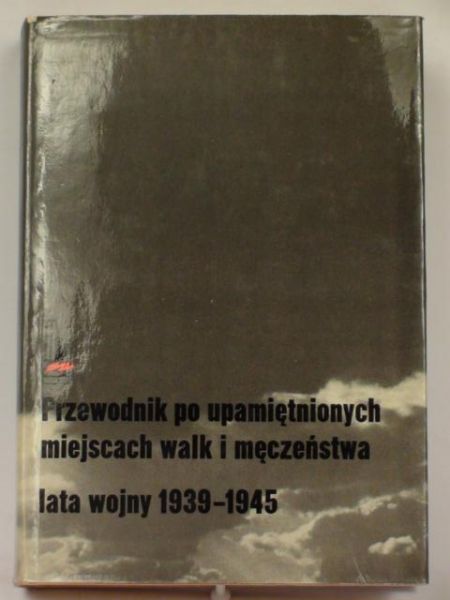 Przewodnik po upamiętnionych
miejscach walk i męczeństwa
lata wojny 1939-1945